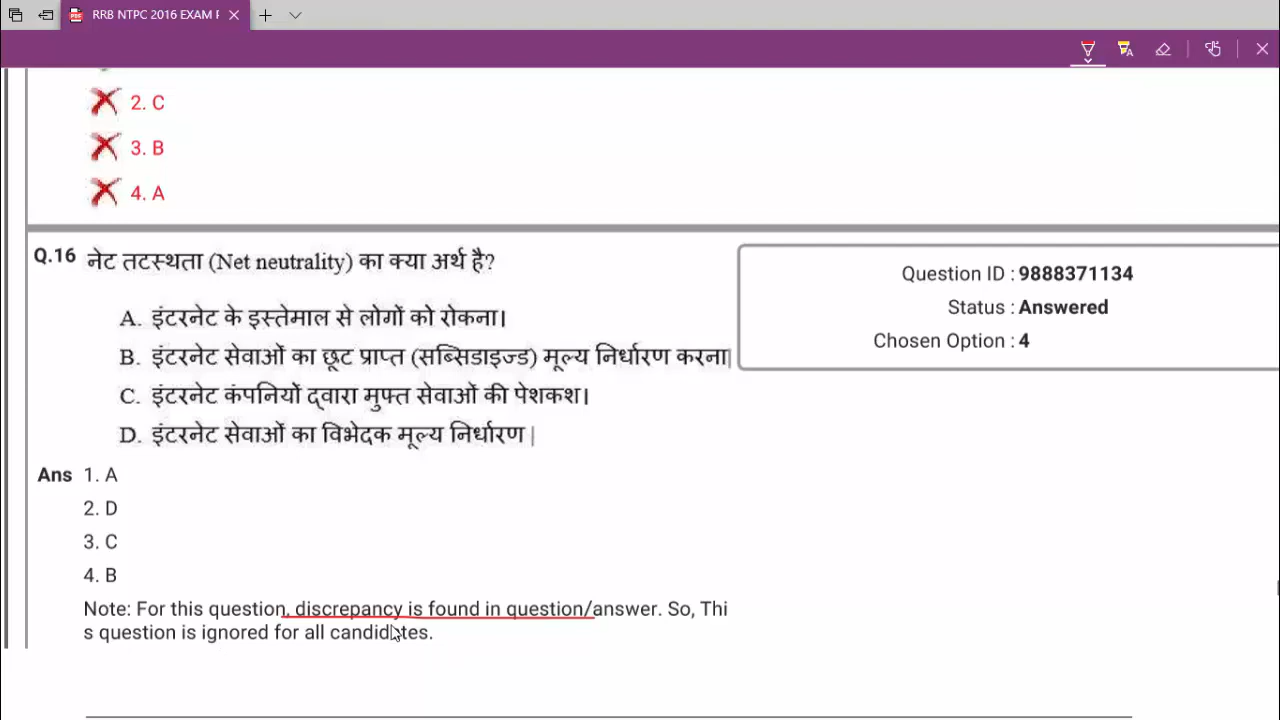 RRB NTPC 2016 EXAM F
2. C
3. B
4. A
Q.16 नेट तटस्थता (Net neutrality) का क्या अर्थ है?
Question ID : 9888371134
Status : Answered
Chosen Option : 4
A. इंटरनेट के इस्तेमाल से लोगों को रोकना।
B. इंटरनेट सेवाओं का छूट प्राप्त (सब्सिडाइज्ड) मूल्य निर्धारण करना|
C. इंटरनेट कंपनियों द्वारा मुफ्त सेवाओं की पेशकश।
D. इंटरनेट सेवाओं का विभेदक मूल्य निर्धारण |
Ans 1. A
2. D
3. C
4. B
Note: For this question, discrepancy is found in question/answer. So, Thi
s question is ignored for all candidates.